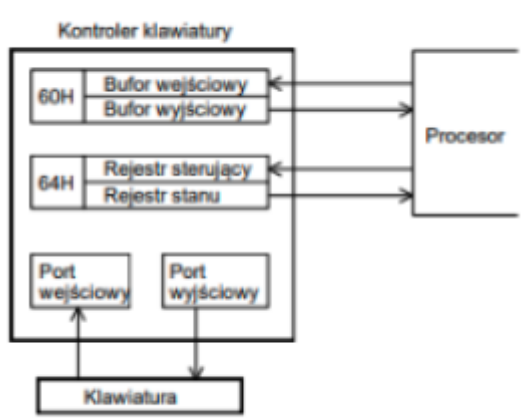 Kontroler klawiatury
60H
Bufor wejściowy
Bufor wyjściowy
Procesor
64H
Rejestr sterujący
Rejestr stanu
Port
wejściowy
Port
wyjściowy
Klawiatura